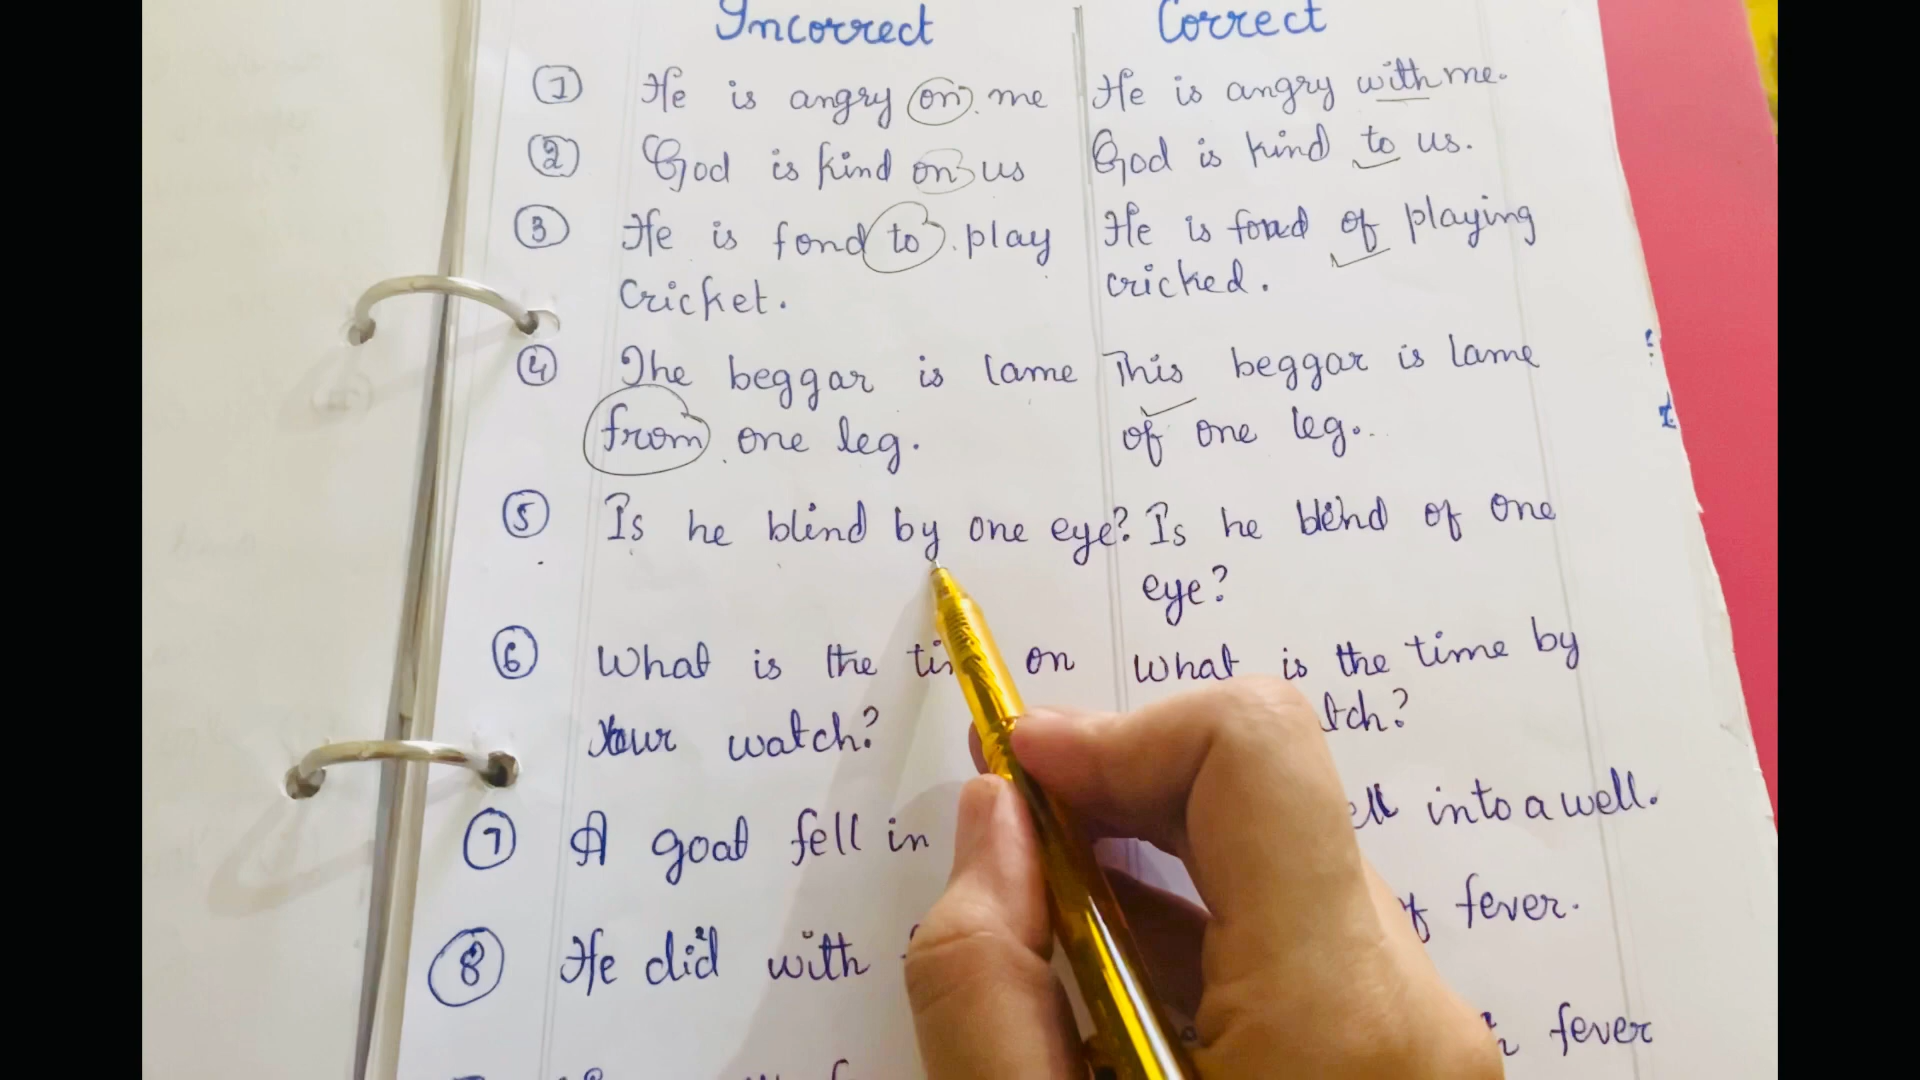 Incorrect
Correct
1 He is angry on me
He is angry with me.
2 God is kind on us
God is kind to us.
3 He is fond to play
cricket.
He is fond of playing
cricked.
4 The beggar is lame
from one leg.
This beggar is lame
of one leg.
5 Is he blind by one eye?
Is he blind of one
eye?
6 What is the on
your watch?
What is the time by
tch?
7 A goat fell in
into a well.
8 He did with
fever.
fever